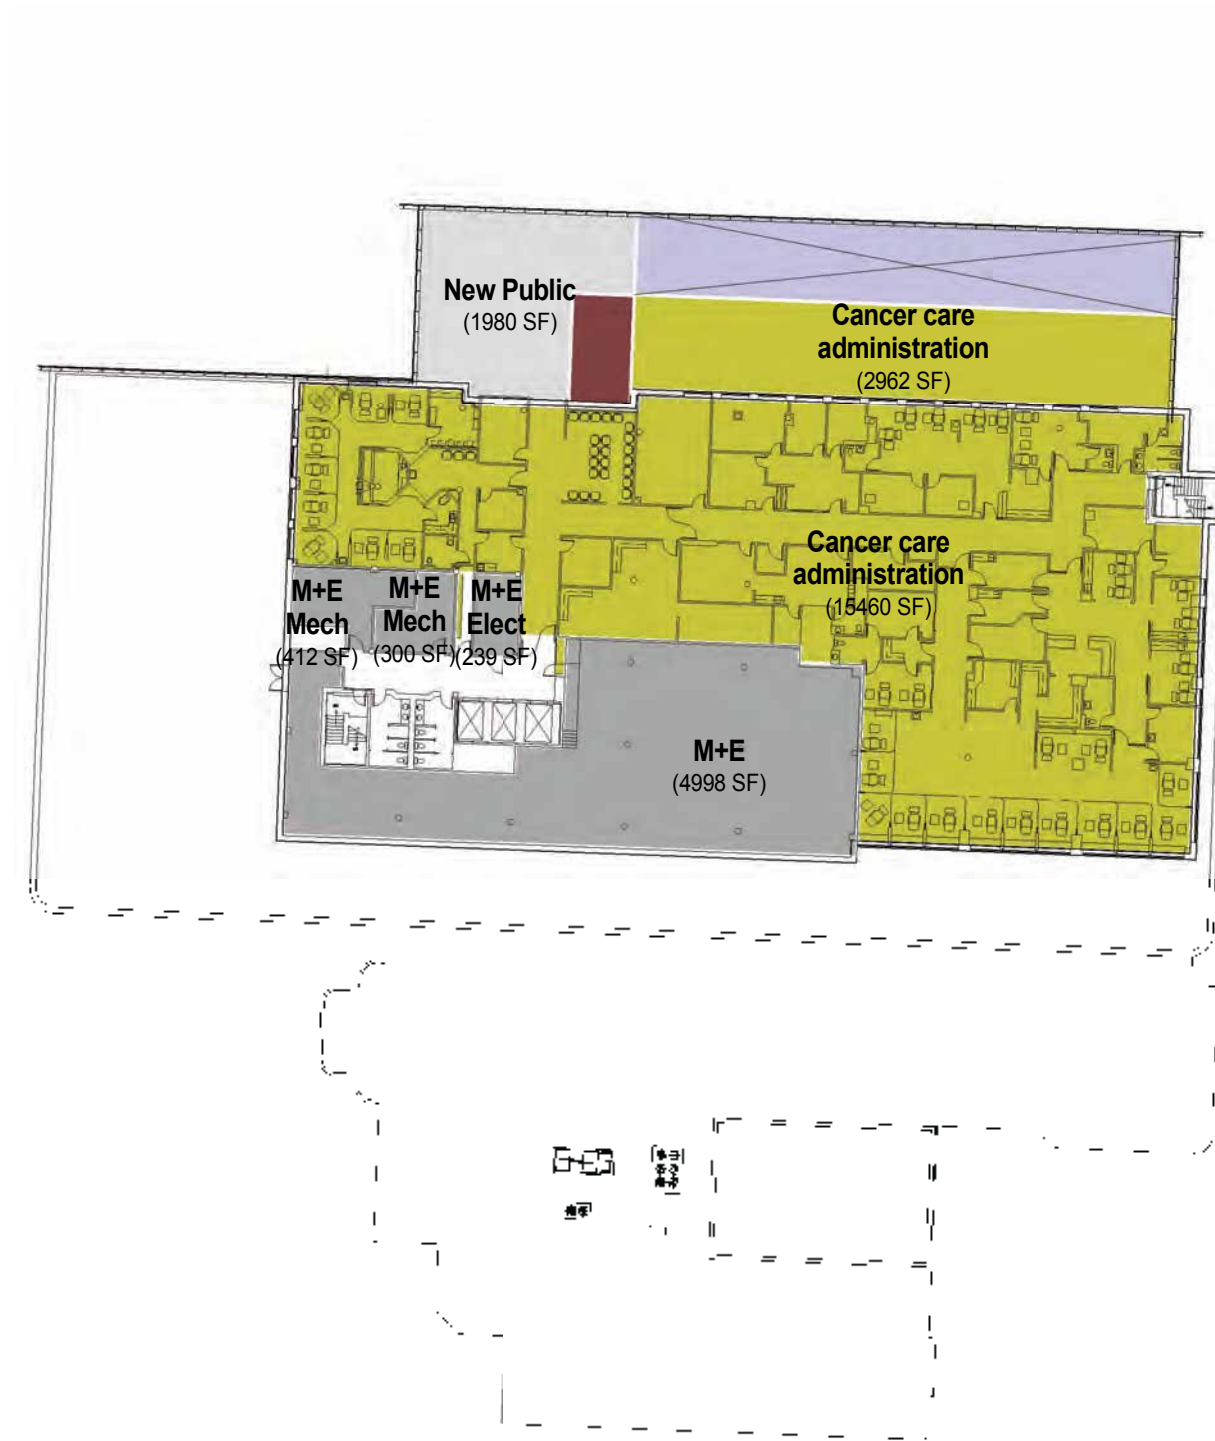 New Public
(1980 SF)
Cancer care
administration
(2962 SF)
Cancer care
administration
(15460 SF)
M+E
Mech
(412 SF)
M+E
Mech
(300 SF)
M+E
Elect
(239 SF)
M+E
(4998 SF)